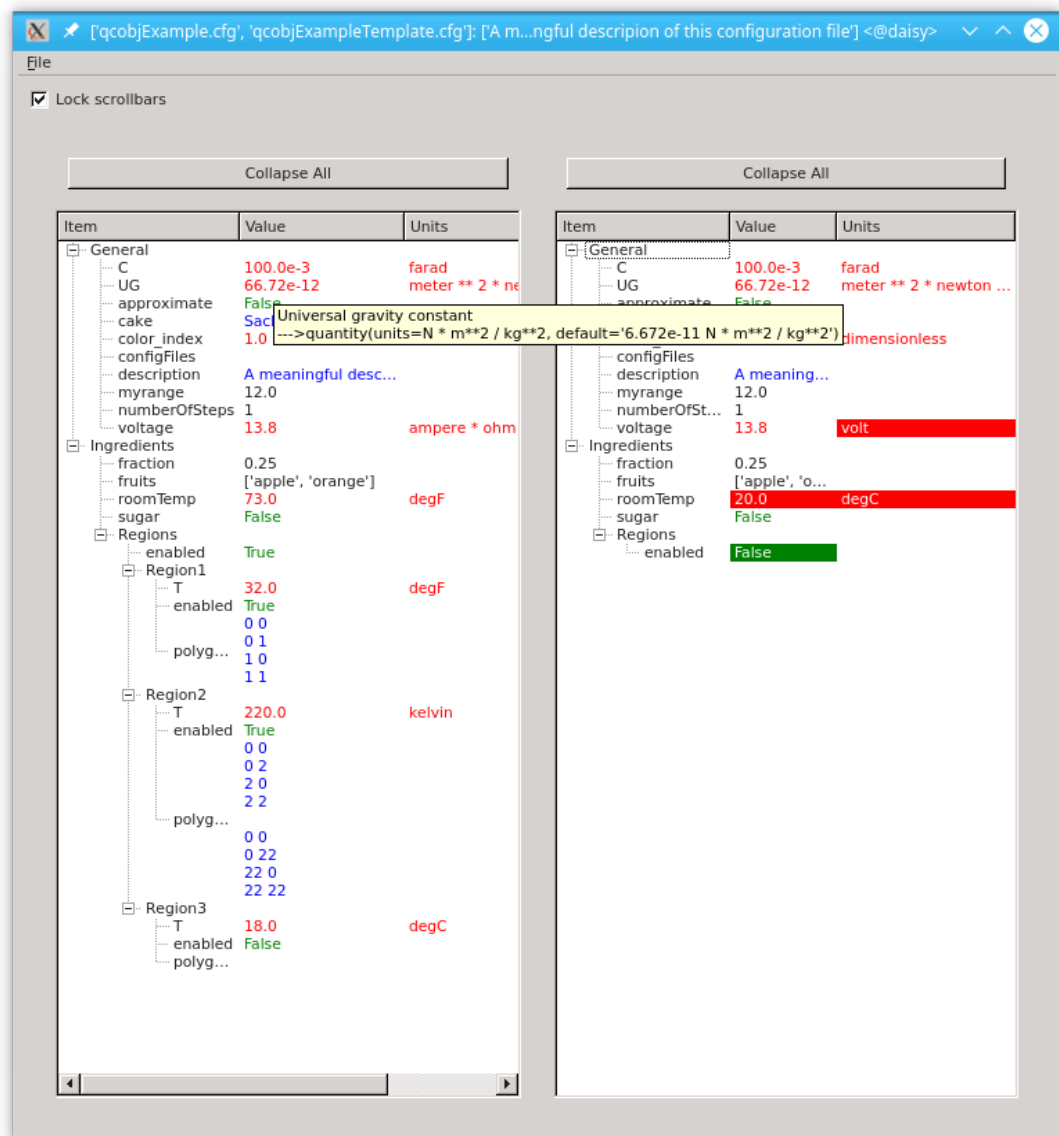 ['qcobjExample.cfg', 'qcobjExampleTemplate.cfg']: ['A m...ngful descripion of this configuration file'] <@daisy>
File
Lock scrollbars
Collapse All
Item Value Units
General
C 100.0e-3 farad
UG 66.72e-12 meter ** 2 * ne
approximate False
cake Sac
color_index 1.0
configFiles
description A meaningful desc...
myrange 12.0
numberOfSteps 1
voltage 13.8 ampere * ohm
Ingredients
fraction 0.25
fruits ['apple', 'orange']
roomTemp 73.0 degF
sugar False
Regions
enabled True
Region1
T 32.0 degF
enabled True
polyg... 0 0
0 1
1 0
1 1
Region2
T 220.0 kelvin
enabled True
polyg... 0 0
0 2
2 0
2 2
0 0
0 22
22 0
22 22
Region3
T 18.0 degC
enabled False
polyg...
Universal gravity constant
--->quantity(units=N * m**2 / kg**2, default='6.672e-11 N * m**2 / kg**2')
Collapse All
Item Value Units
General
C 100.0e-3 farad
UG 66.72e-12 meter ** 2 * newton ...
approximate False
dimensionless
configFiles
description A meaning...
myrange 12.0
numberOfSt... 1
voltage 13.8 volt
Ingredients
fraction 0.25
fruits ['apple', 'o...
roomTemp 20.0 degC
sugar False
Regions
enabled False